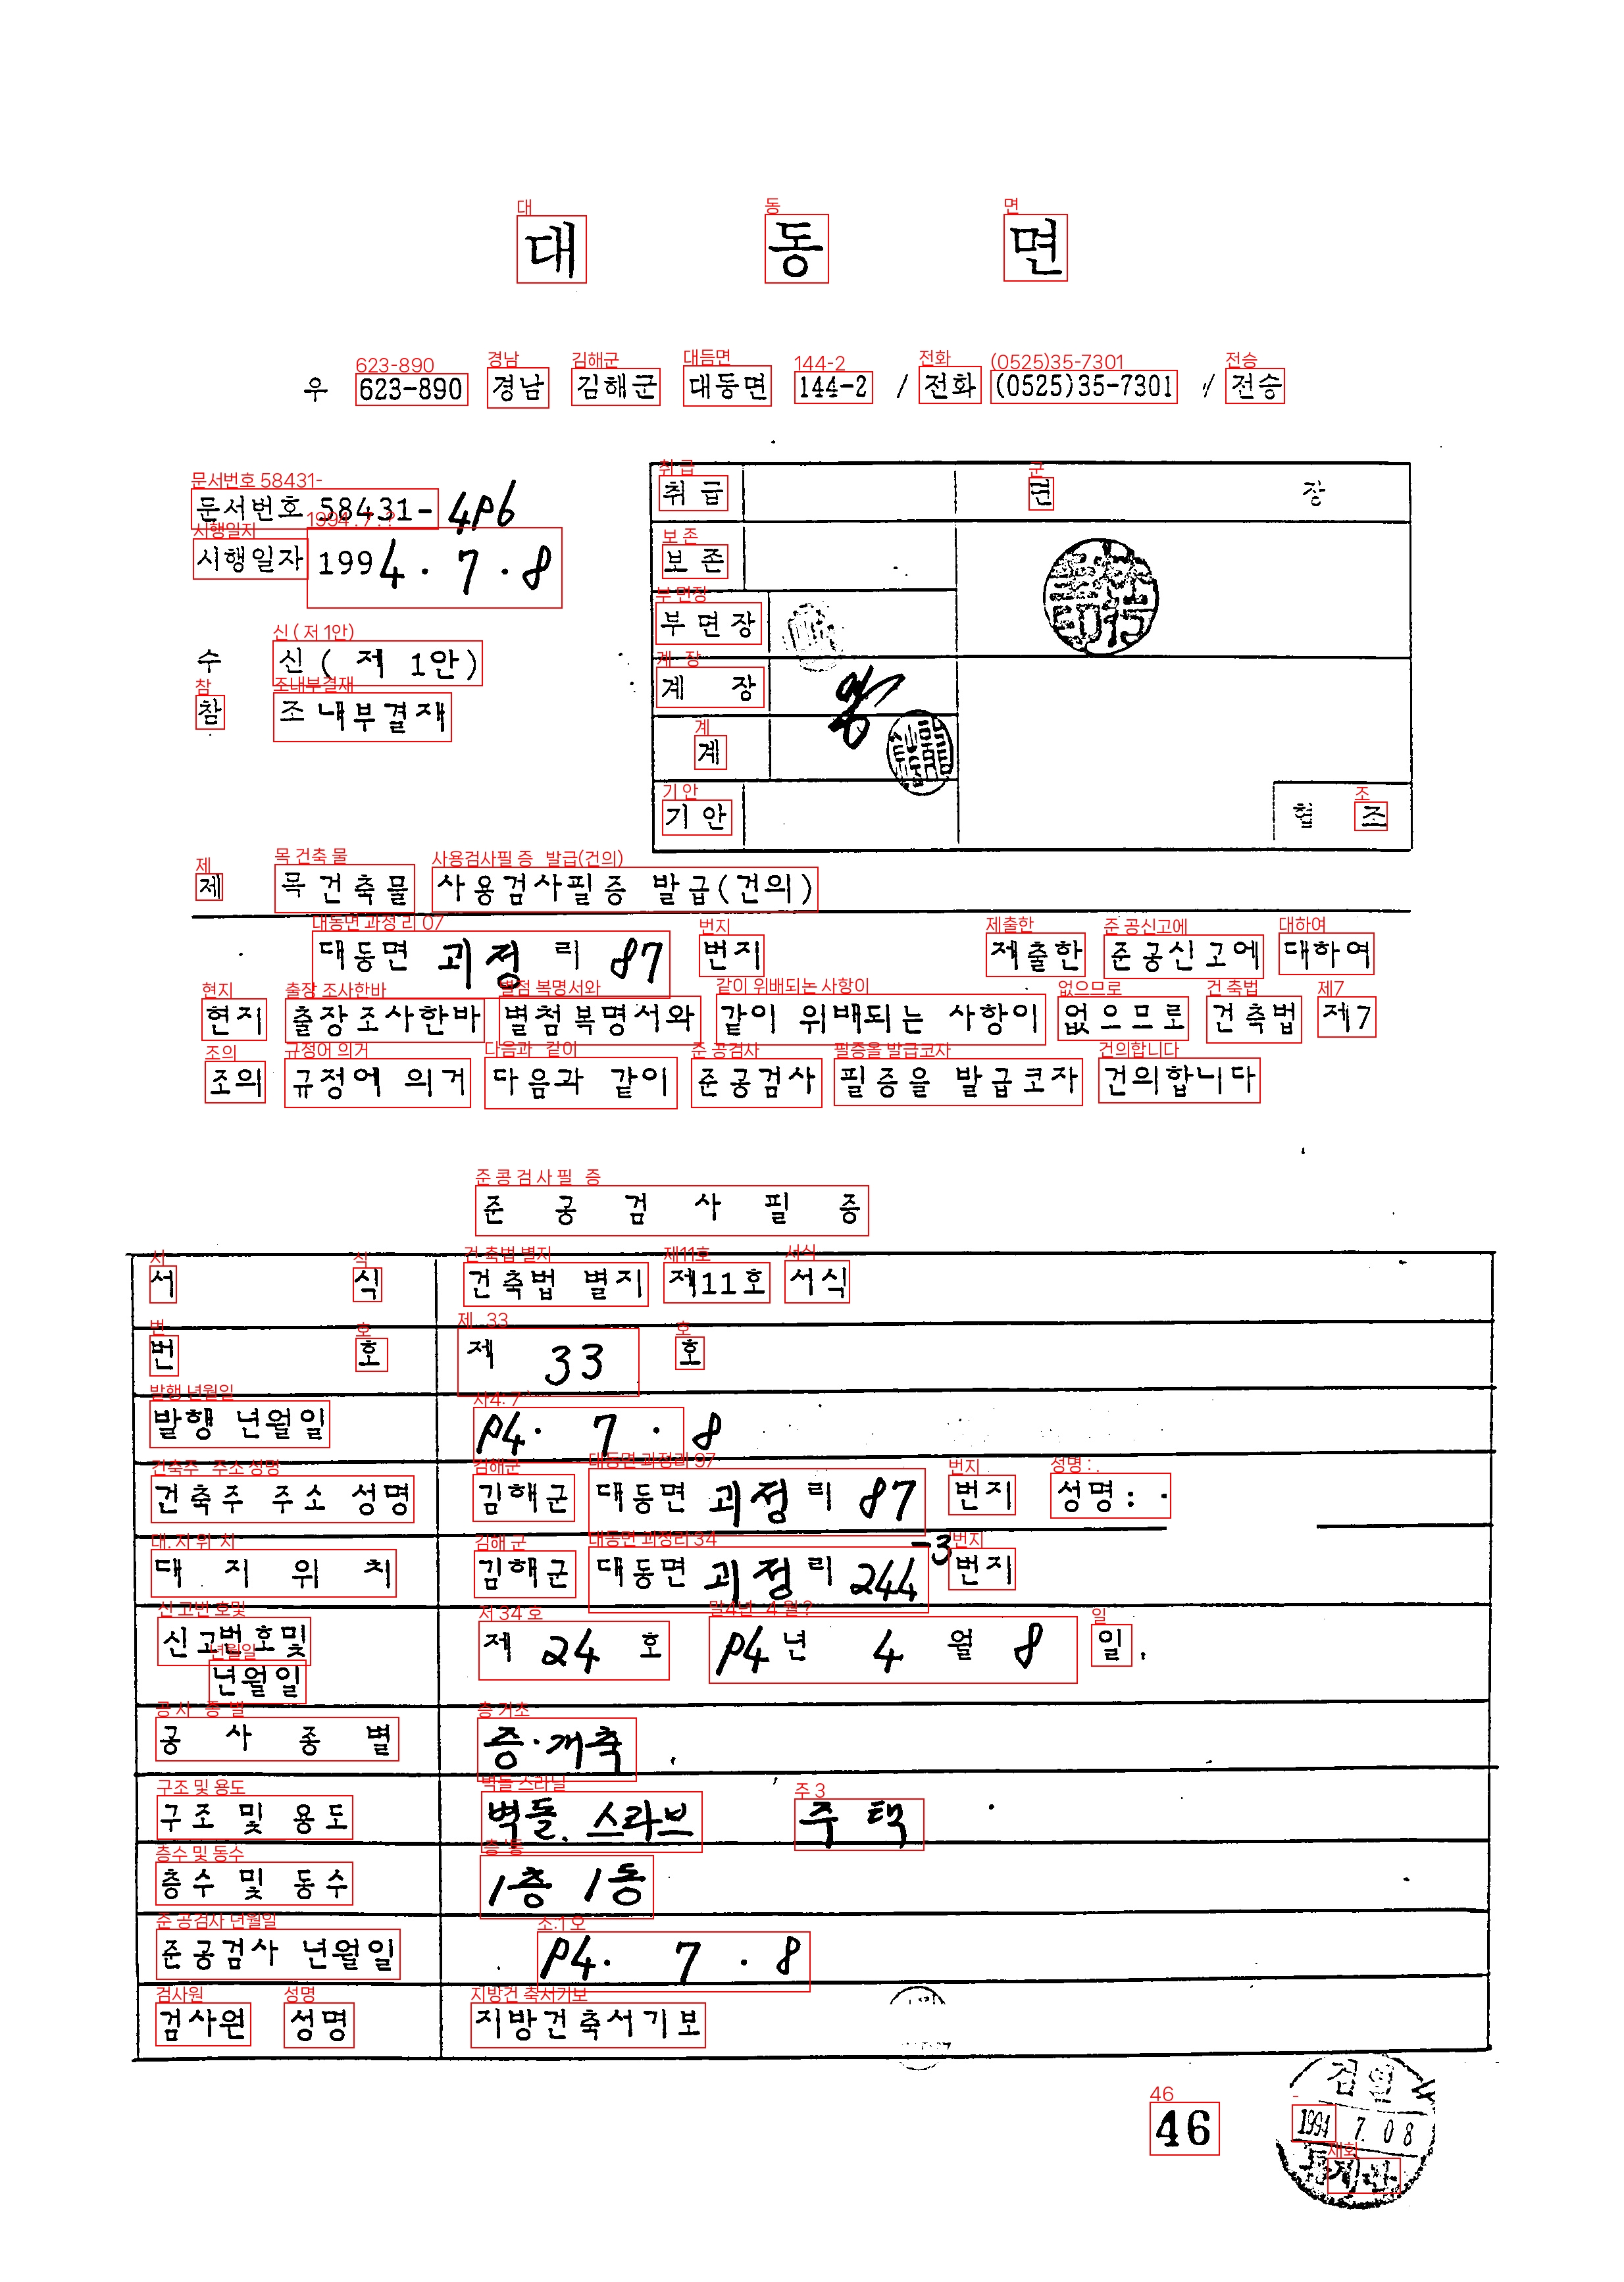 대 동 면
우 623-890 경남 김해군 대동면 144-2 / 전화 (0525)35-7301 / 전승
문서번호 58431-496
시행일자 1994. 7. 8
수 신 ( 제 1안)
참 조 내부결재
취 급 면 장
보 존
부 면 장
계 장
계
기 안 협 조
제 목 건축물 사용검사필증 발급(건의)
대동면 괴정 리 87 번지 제출한 준공신고에 대하여
현지 출장조사한바 별첨복명서와 같이 위배되는 사항이 없으므로 건축법 제7
조의 규정에 의거 다음과 같이 준공검사 필증을 발급코자 건의합니다
준 공 검 사 필 증
서 식 건축법 별지 제11호 서식
번 호 제 33 호
발행 년월일 94. 7. 8
건축주 주소 성명 김해군 대동면 괴정리 87 번지 성명:
대 지 위 치 김해군 대동면 괴정리 244-3 번지
신고번호및 년월일 제 24 호 94년 4월 8일.
공 사 종 별 증·개축
구조 및 용도 벽돌. 스라브 주택
층수 및 동수 1층 1동
준공검사 년월일 94. 7. 8
검사원 성명 지방건축서기보
46
검열
1994 7. 08